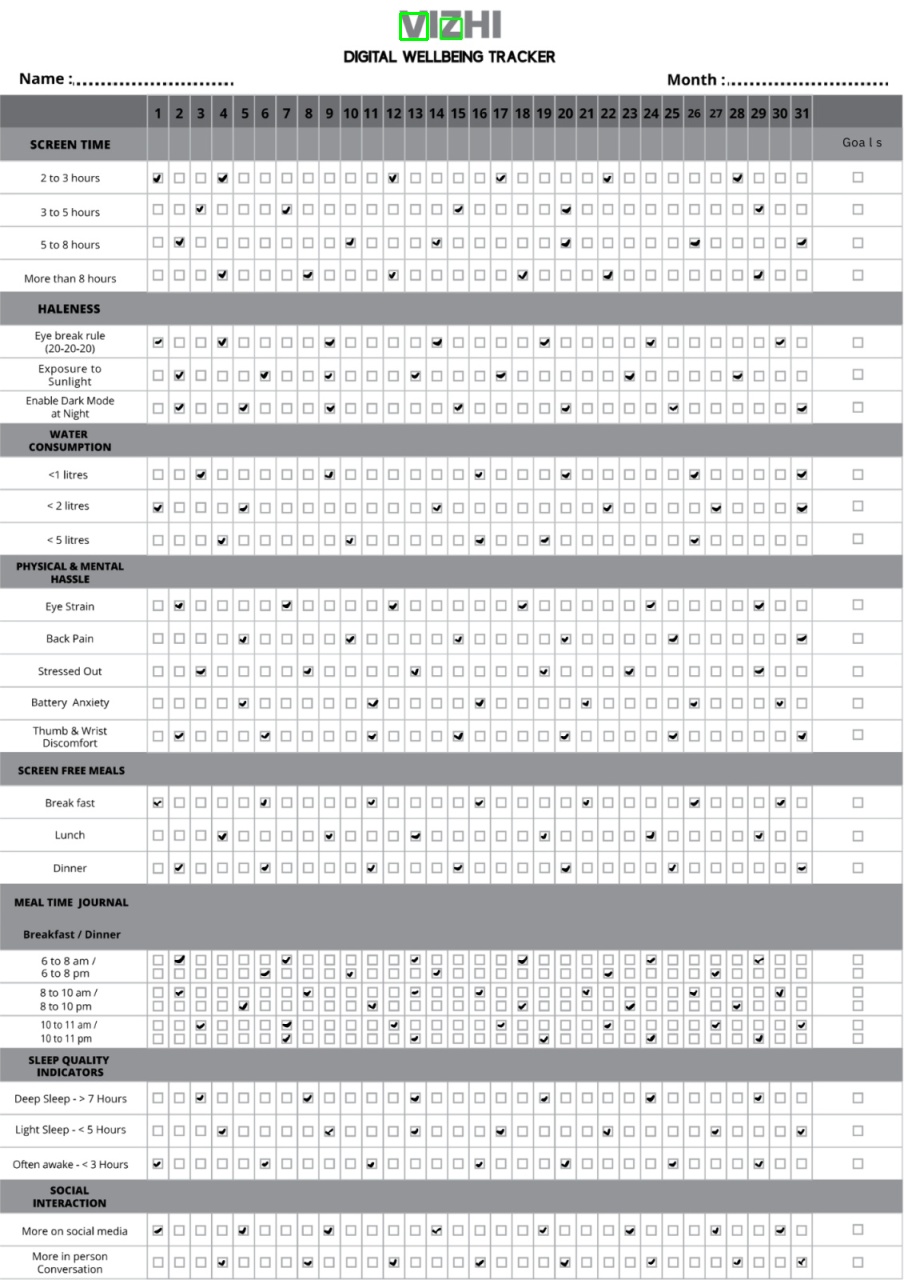 VIZHI
DIGITAL WELLBEING TRACKER
Name :
Month :
1 2 3 4 5 6 7 8 9 10 11 12 13 14 15 16 17 18 19 20 21 22 23 24 25 26 27 28 29 30 31
SCREEN TIME Goals
2 to 3 hours
3 to 5 hours
5 to 8 hours
More than 8 hours
HALENESS
Eye break rule
(20-20-20)
Exposure to
Sunlight
Enable Dark Mode
at Night
WATER
CONSUMPTION
<1 litres
< 2 litres
< 5 litres
PHYSICAL & MENTAL
HASSLE
Eye Strain
Back Pain
Stressed Out
Battery Anxiety
Thumb & Wrist
Discomfort
SCREEN FREE MEALS
Break fast
Lunch
Dinner
MEAL TIME JOURNAL
Breakfast / Dinner
6 to 8 am /
6 to 8 pm
8 to 10 am /
8 to 10 pm
10 to 11 am /
10 to 11 pm
SLEEP QUALITY
INDICATORS
Deep Sleep - > 7 Hours
Light Sleep - < 5 Hours
Often awake - < 3 Hours
SOCIAL
INTERACTION
More on social media
More in person
Conversation